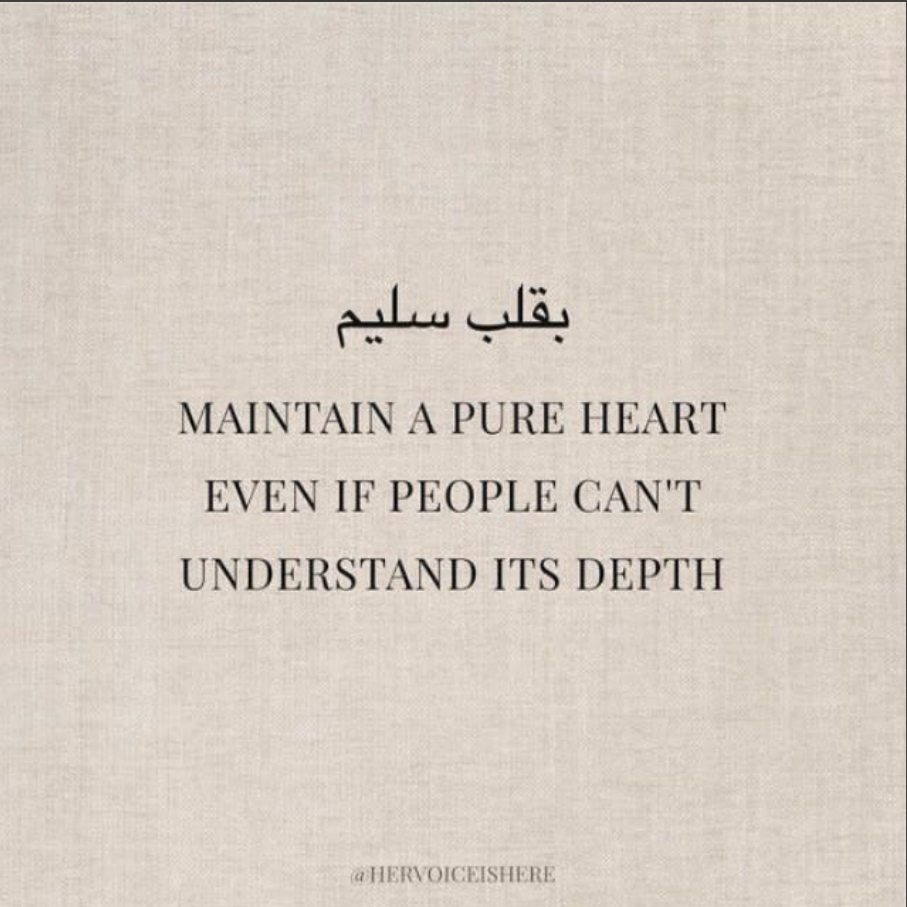 بقلب سليم
MAINTAIN A PURE HEART
EVEN IF PEOPLE CAN'T
UNDERSTAND ITS DEPTH
@HERVOICEISHERE